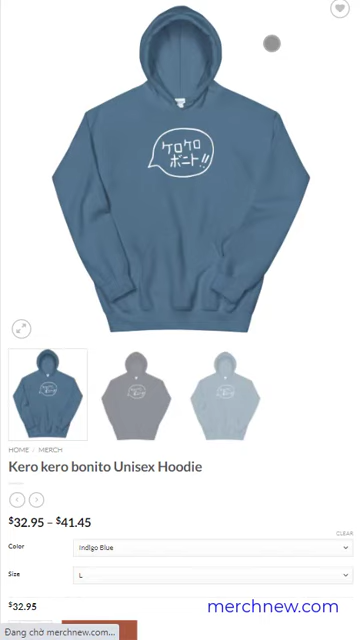 ケロケロ
ボニト!!
HOME / MERCH
Kero kero bonito Unisex Hoodie
$32.95 – $41.45
CLEAR
Color
Indigo Blue
Size
L
$32.95
merchnew.com
Đang chờ merchnew.com...